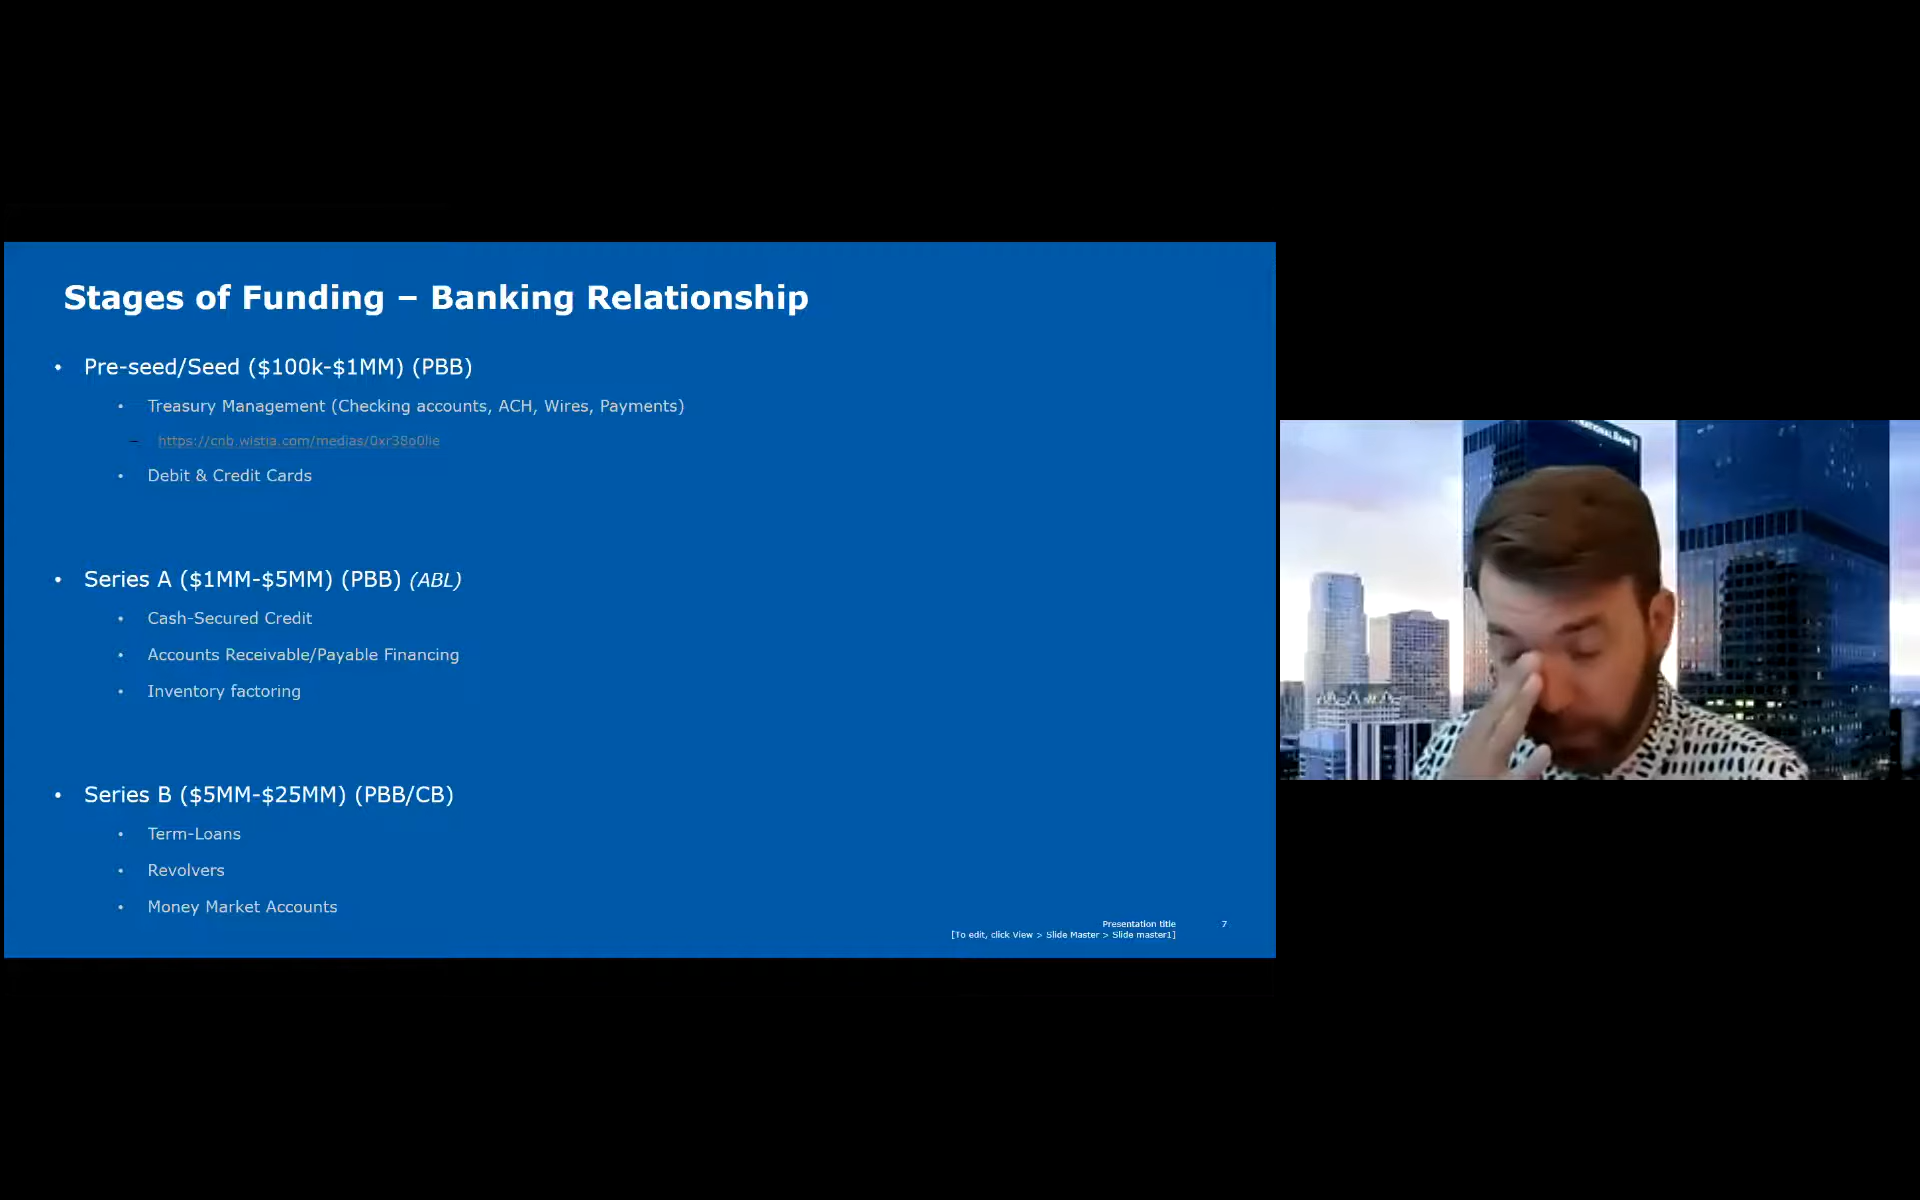 Stages of Funding – Banking Relationship
• Pre-seed/Seed ($100k-$1MM) (PBB)
• Treasury Management (Checking accounts, ACH, Wires, Payments)
– https://cnb.wistia.com/medias/0xr38o0lie
• Debit & Credit Cards
• Series A ($1MM-$5MM) (PBB) (ABL)
• Cash-Secured Credit
• Accounts Receivable/Payable Financing
• Inventory factoring
• Series B ($5MM-$25MM) (PBB/CB)
• Term-Loans
• Revolvers
• Money Market Accounts
Presentation title 7
[To edit, click View > Slide Master > Slide master1]
BANK